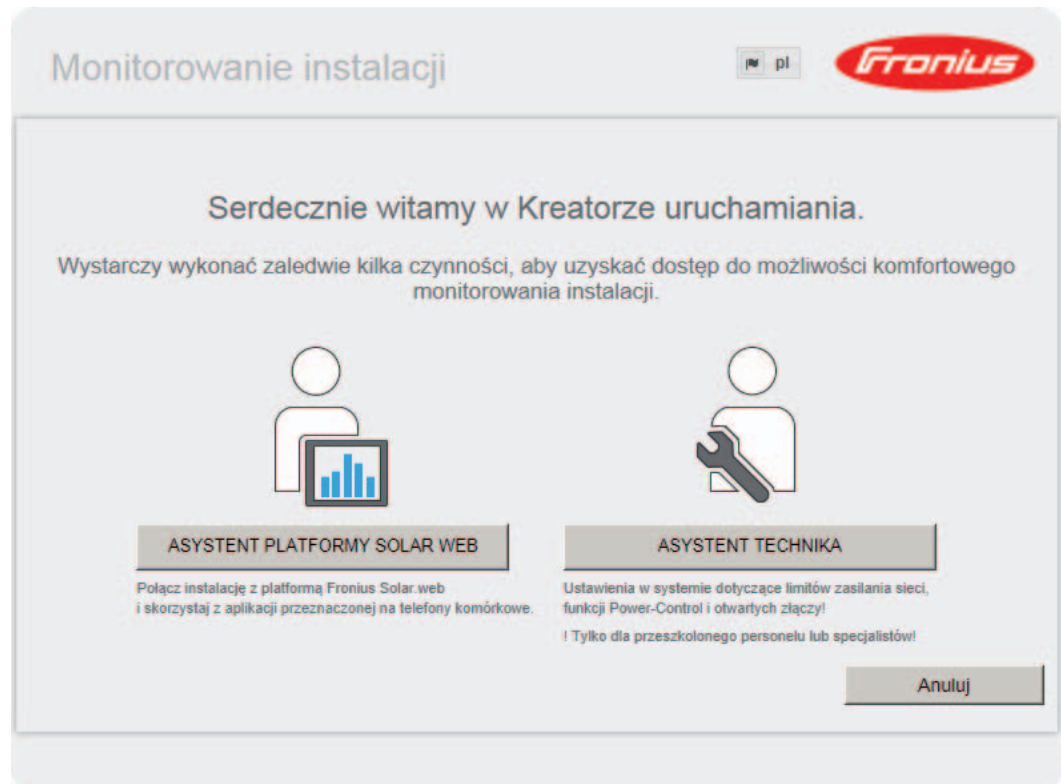 Monitorowanie instalacji
pl
Fronius
Serdecznie witamy w Kreatorze uruchamiania.
Wystarczy wykonać zaledwie kilka czynności, aby uzyskać dostęp do możliwości komfortowego
monitorowania instalacji.
ASYSTENT PLATFORMY SOLAR WEB
Połącz instalację z platformą Fronius Solar.web
i skorzystaj z aplikacji przeznaczonej na telefony komórkowe.
ASYSTENT TECHNIKA
Ustawienia w systemie dotyczące limitów zasilania sieci,
funkcji Power-Control i otwartych złączy!
! Tylko dla przeszkolonego personelu lub specjalistów!
Anuluj